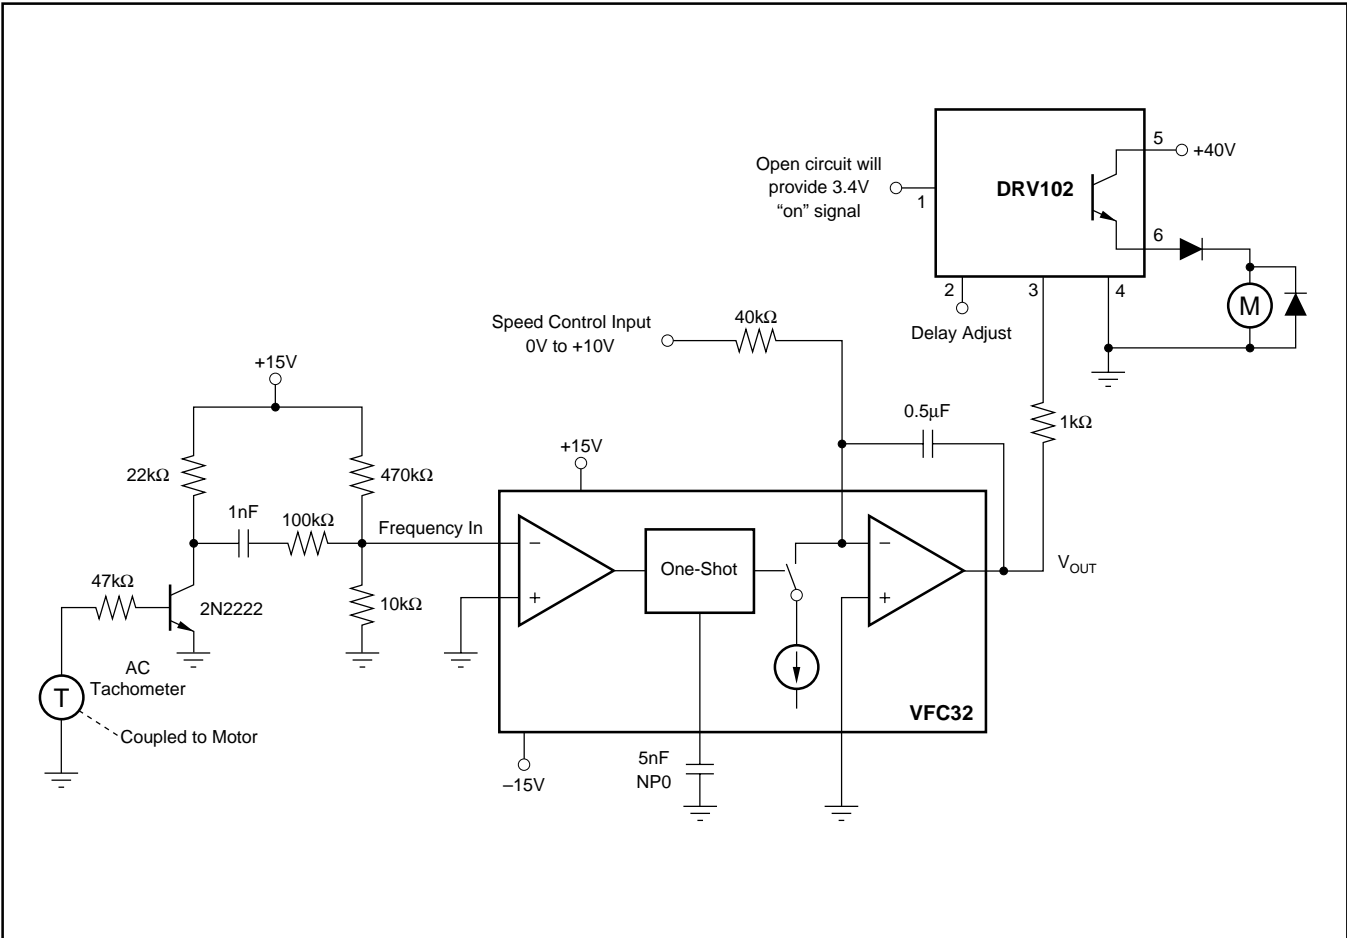 Open circuit will
provide 3.4V
“on” signal
1
DRV102
5
+40V
6
2
3
4
M
Delay Adjust
Speed Control Input
0V to +10V
40kΩ
+15V
0.5µF
1kΩ
22kΩ
470kΩ
+15V
1nF
100kΩ
Frequency In
47kΩ
2N2222
10kΩ
–
+
One-Shot
–
+
VOUT
AC
Tachometer
T
Coupled to Motor
VFC32
–15V
5nF
NP0